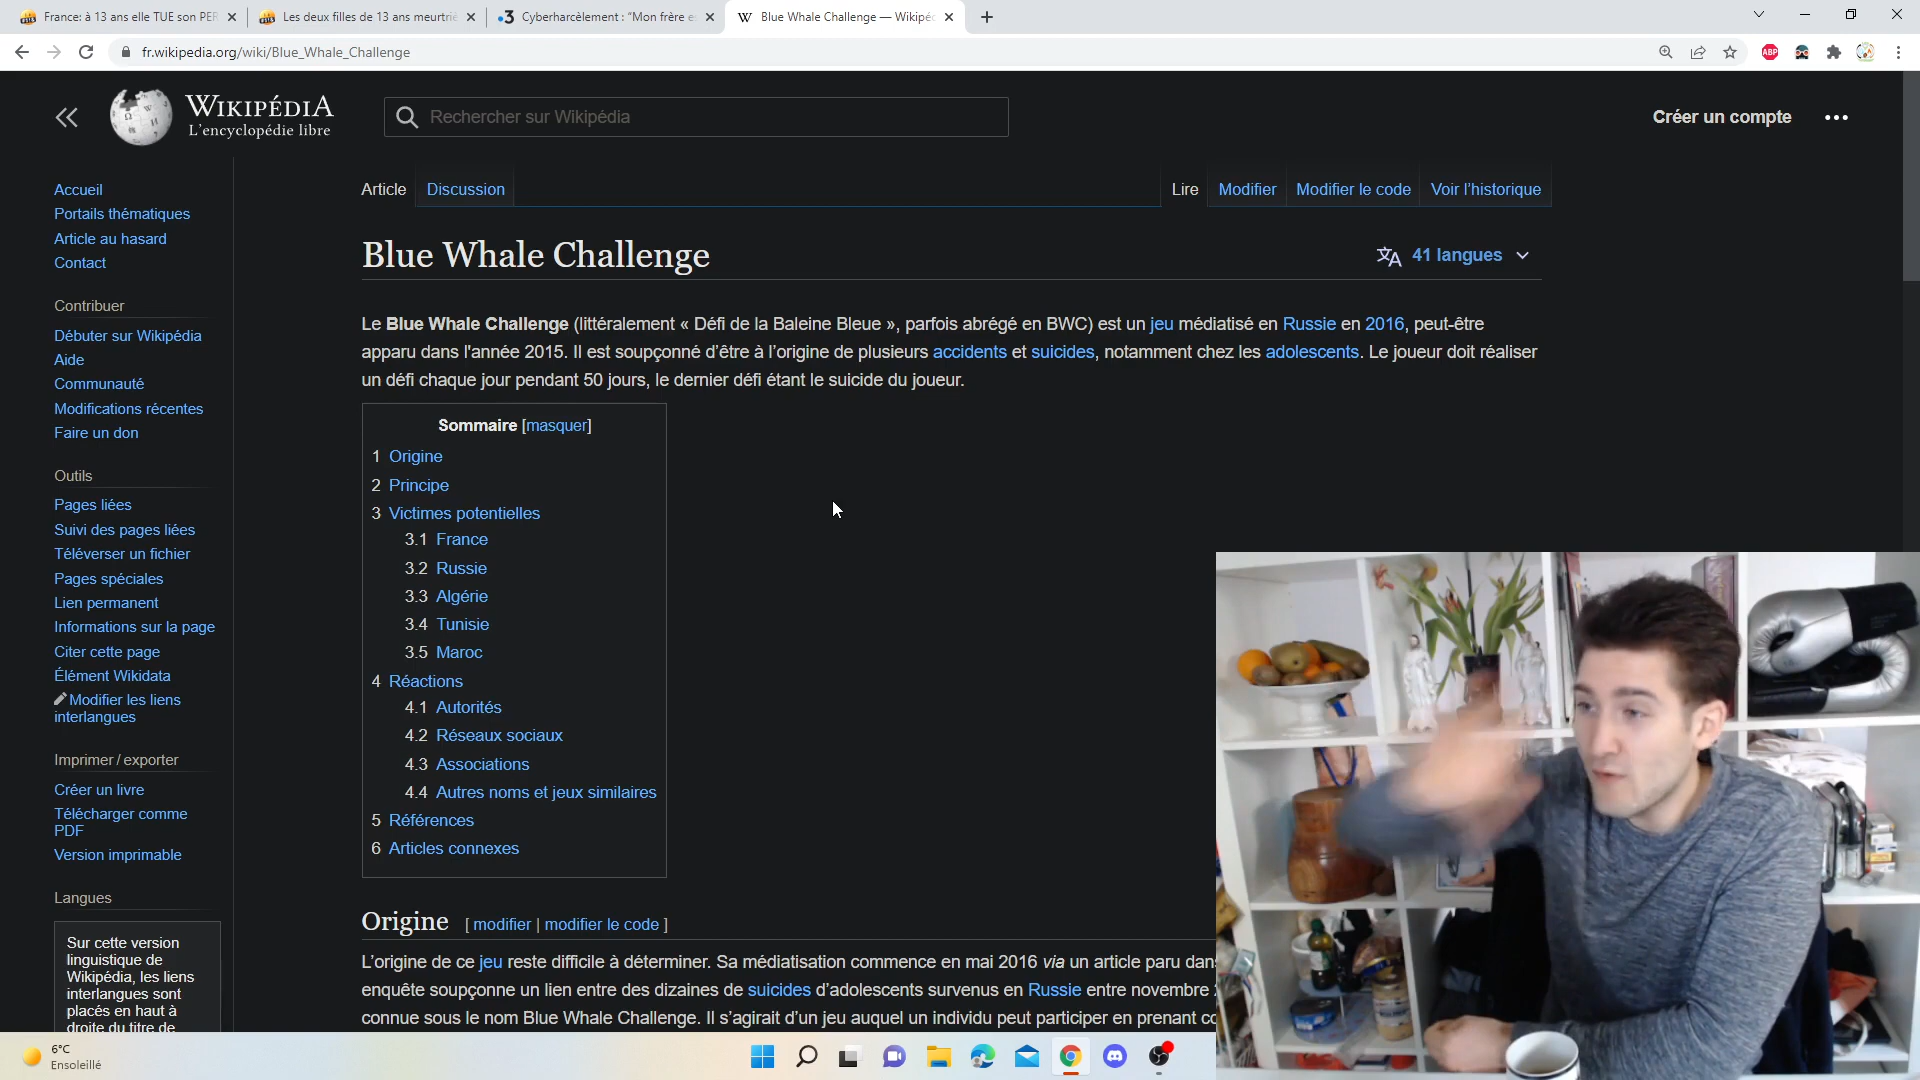 France: à 13 ans elle TUE son PER
Les deux filles de 13 ans meurtriè
Cyberharcèlement : "Mon frère e
Blue Whale Challenge — Wikipéd
fr.wikipedia.org/wiki/Blue_Whale_Challenge
ABP
WIKIPÉDIA
L'encyclopédie libre
Rechercher sur Wikipédia
Créer un compte
Accueil
Portails thématiques
Article au hasard
Contact
Contribuer
Débuter sur Wikipédia
Aide
Communauté
Modifications récentes
Faire un don
Outils
Pages liées
Suivi des pages liées
Téléverser un fichier
Pages spéciales
Lien permanent
Informations sur la page
Citer cette page
Élément Wikidata
Modifier les liens
interlangues
Imprimer / exporter
Créer un livre
Télécharger comme
PDF
Version imprimable
Langues
Sur cette version
linguistique de
Wikipédia, les liens
interlangues sont
placés en haut à
droite du titre de
Article Discussion Lire Modifier Modifier le code Voir l'historique
Blue Whale Challenge
41 langues
Le Blue Whale Challenge (littéralement « Défi de la Baleine Bleue », parfois abrégé en BWC) est un jeu médiatisé en Russie en 2016, peut-être
apparu dans l'année 2015. Il est soupçonné d'être à l'origine de plusieurs accidents et suicides, notamment chez les adolescents. Le joueur doit réaliser
un défi chaque jour pendant 50 jours, le dernier défi étant le suicide du joueur.
Sommaire [masquer]
1 Origine
2 Principe
3 Victimes potentielles
3.1 France
3.2 Russie
3.3 Algérie
3.4 Tunisie
3.5 Maroc
4 Réactions
4.1 Autorités
4.2 Réseaux sociaux
4.3 Associations
4.4 Autres noms et jeux similaires
5 Références
6 Articles connexes
Origine [ modifier | modifier le code ]
L'origine de ce jeu reste difficile à déterminer. Sa médiatisation commence en mai 2016 via un article paru dans
enquête soupçonne un lien entre des dizaines de suicides d'adolescents survenus en Russie entre novembre
connue sous le nom Blue Whale Challenge. Il s'agirait d'un jeu auquel un individu peut participer en prenant co
6°C
Ensoleillé